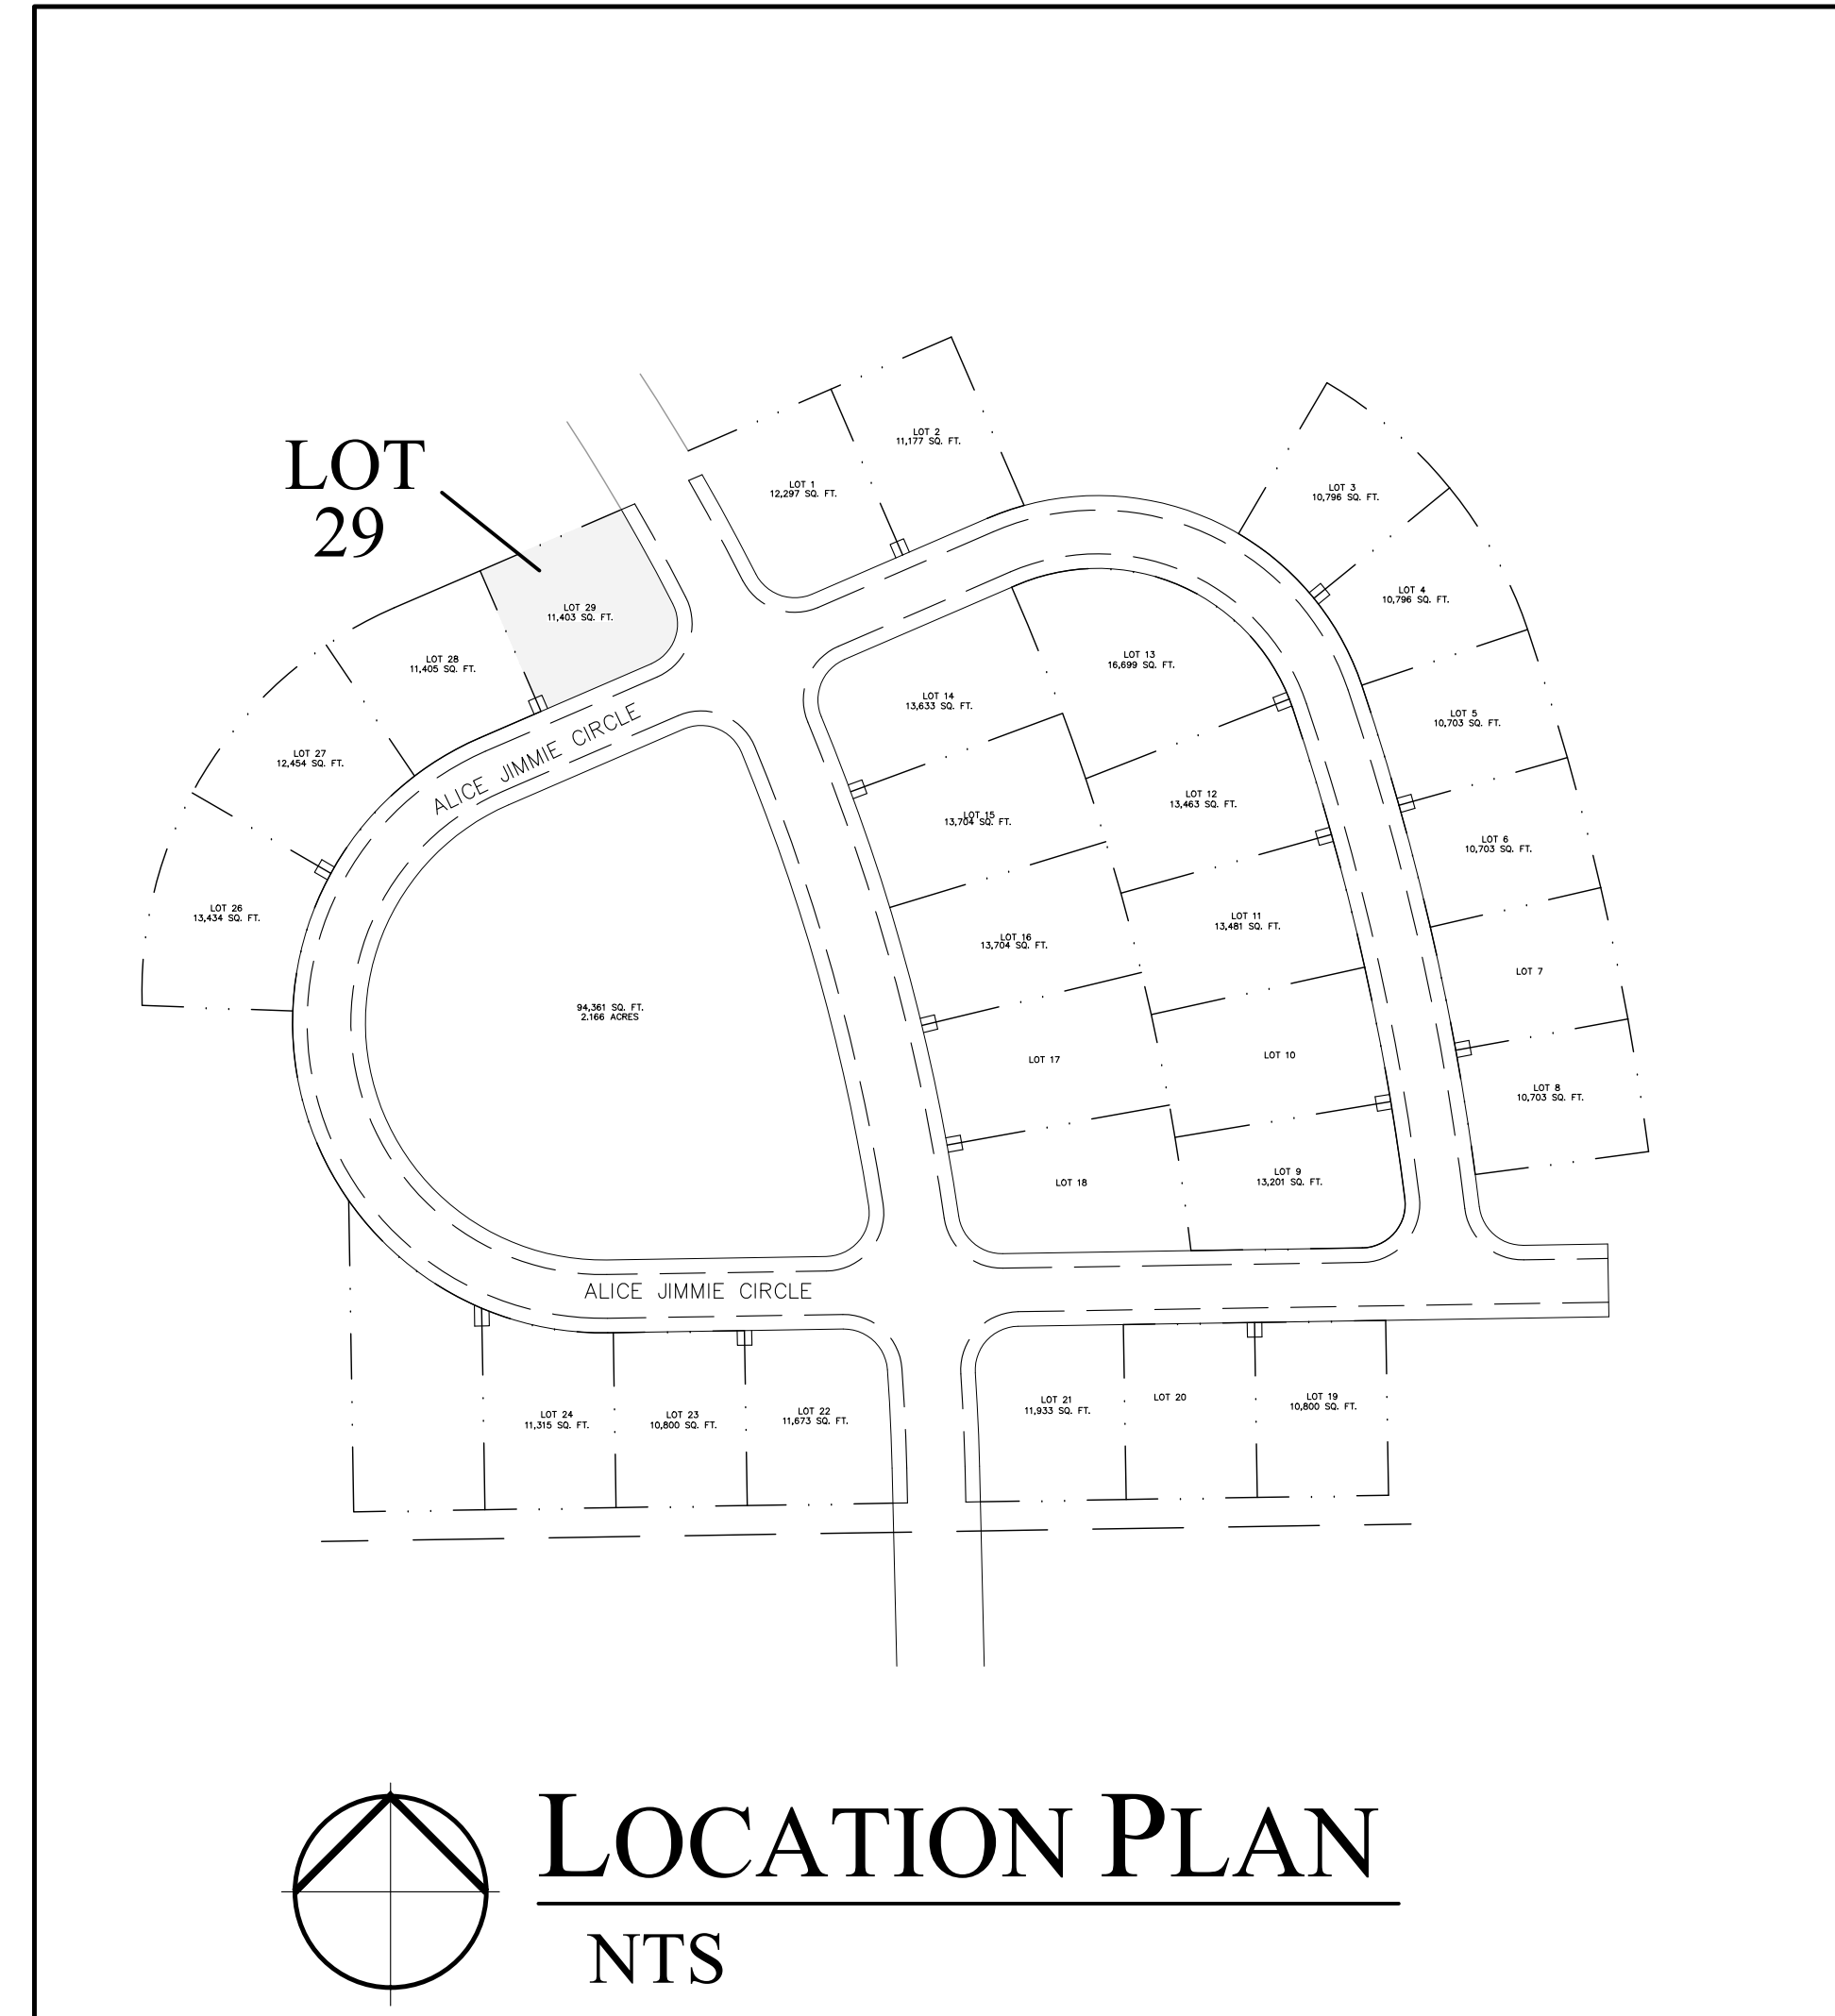 LOT
29
LOT 2
11,177 SQ. FT.
LOT 1
12,297 SQ. FT.
LOT 3
10,796 SQ. FT.
LOT 4
10,796 SQ. FT.
LOT 29
11,403 SQ. FT.
LOT 28
11,405 SQ. FT.
LOT 13
16,699 SQ. FT.
LOT 14
13,633 SQ. FT.
LOT 5
10,703 SQ. FT.
ALICE JIMMIE CIRCLE
LOT 27
12,454 SQ. FT.
LOT 12
13,463 SQ. FT.
LOT 15
13,704 SQ. FT.
LOT 6
10,703 SQ. FT.
LOT 26
13,434 SQ. FT.
LOT 11
13,481 SQ. FT.
LOT 16
13,704 SQ. FT.
LOT 7
94,361 SQ. FT.
2.166 ACRES
LOT 17
LOT 10
LOT 8
10,703 SQ. FT.
LOT 18
LOT 9
13,201 SQ. FT.
ALICE JIMMIE CIRCLE
LOT 24
11,315 SQ. FT.
LOT 23
10,800 SQ. FT.
LOT 22
11,673 SQ. FT.
LOT 21
11,933 SQ. FT.
LOT 20
LOT 19
10,800 SQ. FT.
LOCATION PLAN
NTS